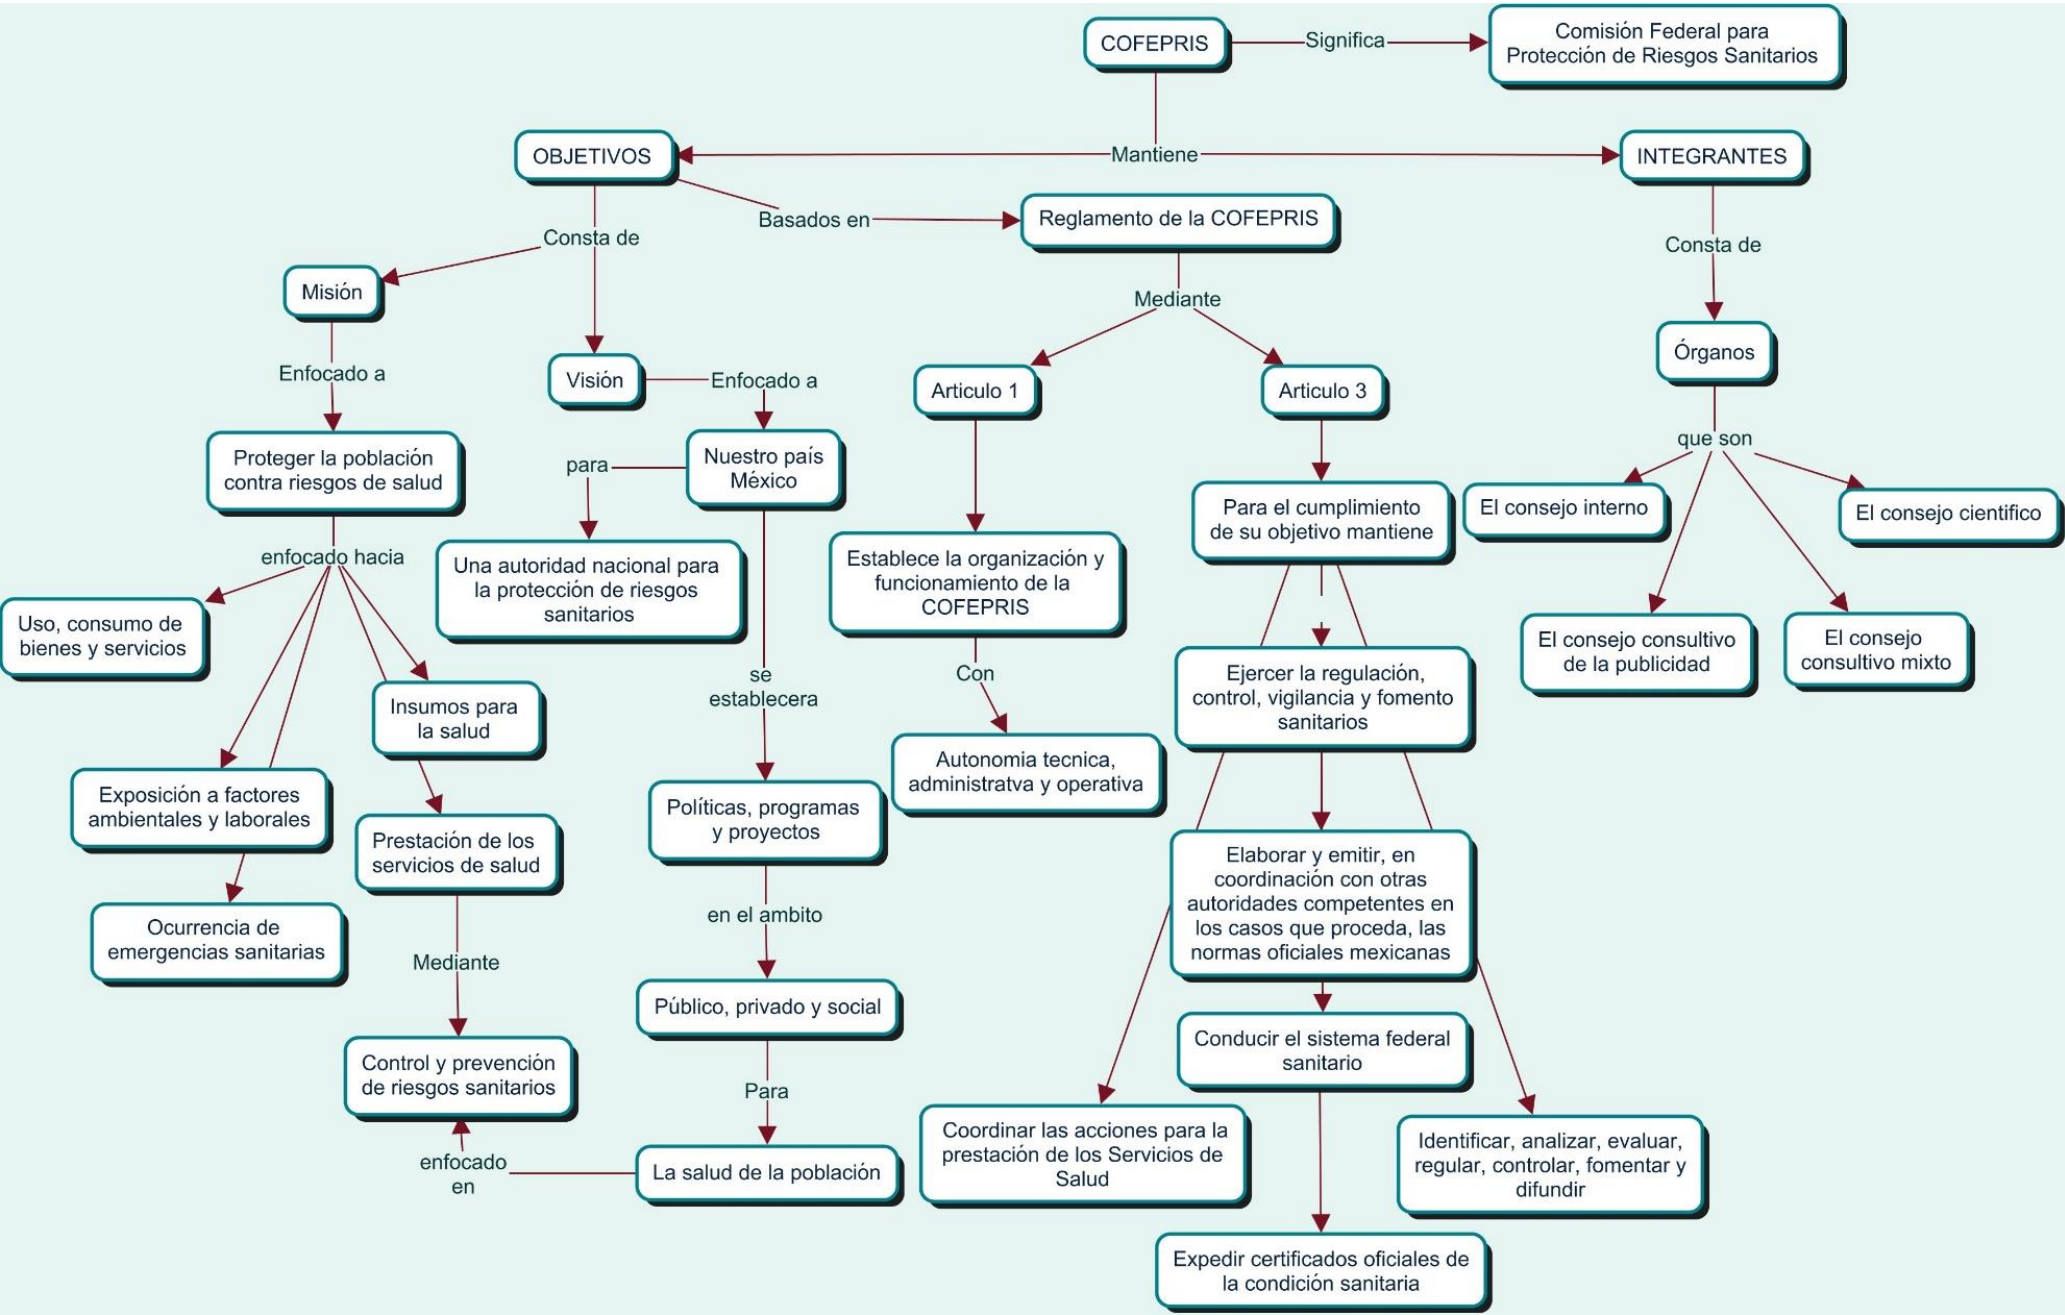 COFEPRIS
Significa
Comisión Federal para
Protección de Riesgos Sanitarios
Mantiene
OBJETIVOS
INTEGRANTES
Basados en
Reglamento de la COFEPRIS
Consta de
Consta de
Misión
Mediante
Enfocado a
Visión
Enfocado a
Articulo 1
Articulo 3
Órganos
que son
Proteger la población
contra riesgos de salud
para
Nuestro país
México
Para el cumplimiento
de su objetivo mantiene
El consejo interno
El consejo cientifico
enfocado hacia
Una autoridad nacional para
la protección de riesgos
sanitarios
Establece la organización y
funcionamiento de la
COFEPRIS
Uso, consumo de
bienes y servicios
El consejo consultivo
de la publicidad
El consejo
consultivo mixto
se
establecera
Con
Ejercer la regulación,
control, vigilancia y fomento
sanitarios
Insumos para
la salud
Autonomia tecnica,
administratva y operativa
Exposición a factores
ambientales y laborales
Políticas, programas
y proyectos
Prestación de los
servicios de salud
Elaborar y emitir, en
coordinación con otras
autoridades competentes en
los casos que proceda, las
normas oficiales mexicanas
Ocurrencia de
emergencias sanitarias
en el ambito
Mediante
Público, privado y social
Conducir el sistema federal
sanitario
Control y prevención
de riesgos sanitarios
Para
Coordinar las acciones para la
prestación de los Servicios de
Salud
Identificar, analizar, evaluar,
regular, controlar, fomentar y
difundir
enfocado
en
La salud de la población
Expedir certificados oficiales de
la condición sanitaria